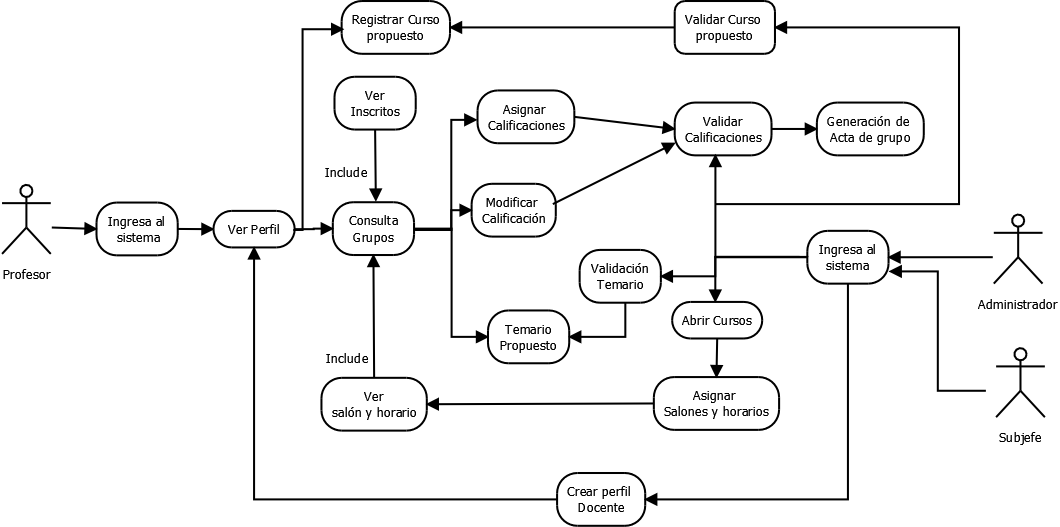 Registrar Curso
propuesto
Validar Curso
propuesto
Ver
Inscritos
Asignar
Calificaciones
Validar
Calificaciones
Generación de
Acta de grupo
Include
Profesor
Ingresa al
sistema
Ver Perfil
Consulta
Grupos
Modificar
Calificación
Validación
Temario
Ingresa al
sistema
Administrador
Temario
Propuesto
Abrir Cursos
Include
Ver
salón y horario
Asignar
Salones y horarios
Subjefe
Crear perfil
Docente